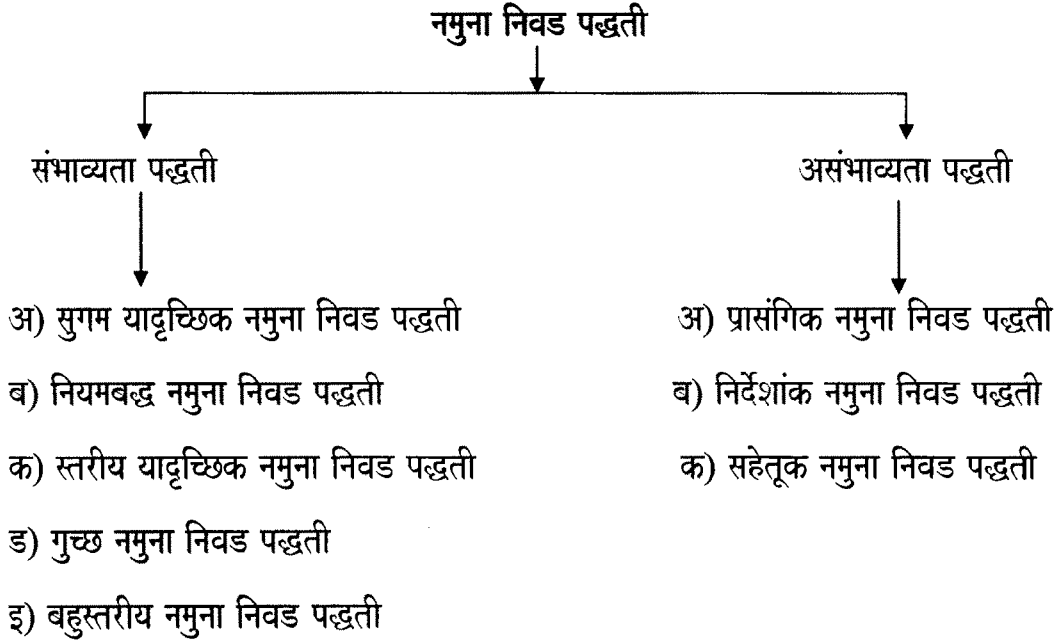 नमुना निवड पद्धती
संभाव्यता पद्धती
अ) सुगम यादृच्छिक नमुना निवड पद्धती
ब) नियमबद्ध नमुना निवड पद्धती
क) स्तरीय यादृच्छिक नमुना निवड पद्धती
ड) गुच्छ नमुना निवड पद्धती
इ) बहुस्तरीय नमुना निवड पद्धती
असंभाव्यता पद्धती
अ) प्रासंगिक नमुना निवड पद्धती
ब) निर्देशांक नमुना निवड पद्धती
क) सहेतूक नमुना निवड पद्धती